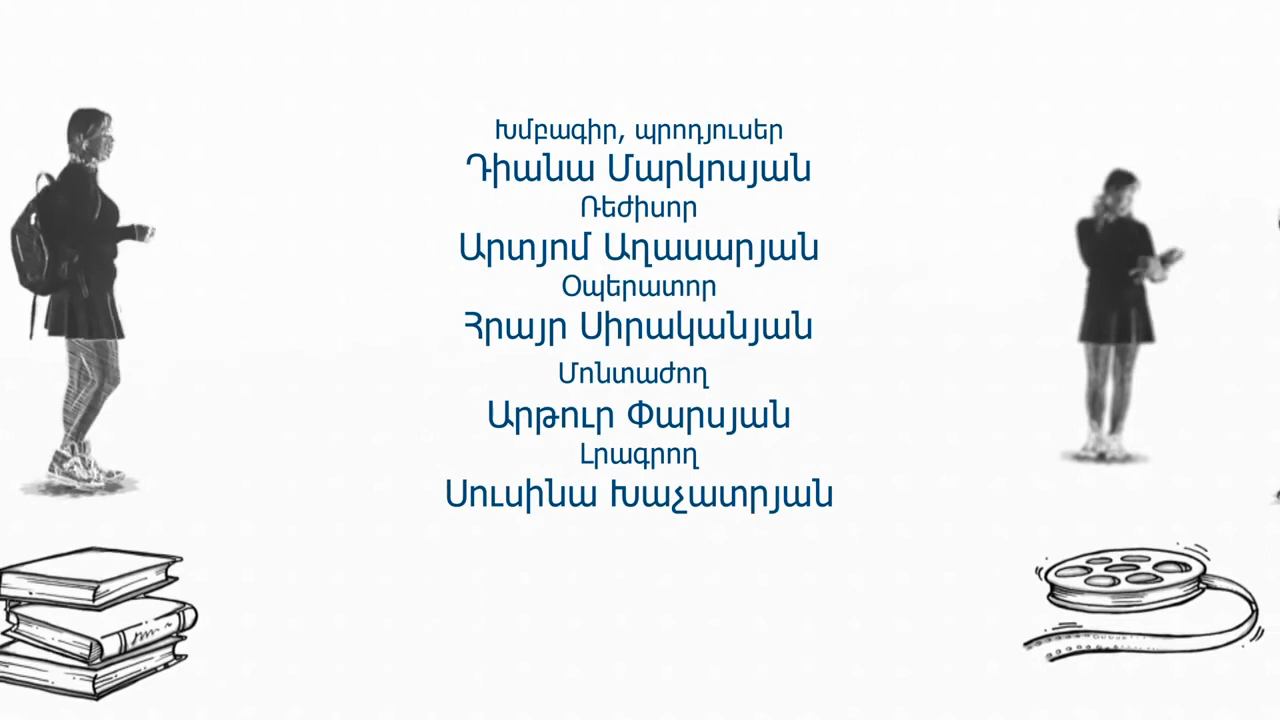 Խմբագիր, պրոդյուսեր
Դիանա Մարկոսյան
Ռեժիսոր
Արտյոմ Աղասարյան
Օպերատոր
Հրայր Սիրականյան
Մոնտաժող
Արթուր Փարսյան
Լրագրող
Սուսինա Խաչատրյան